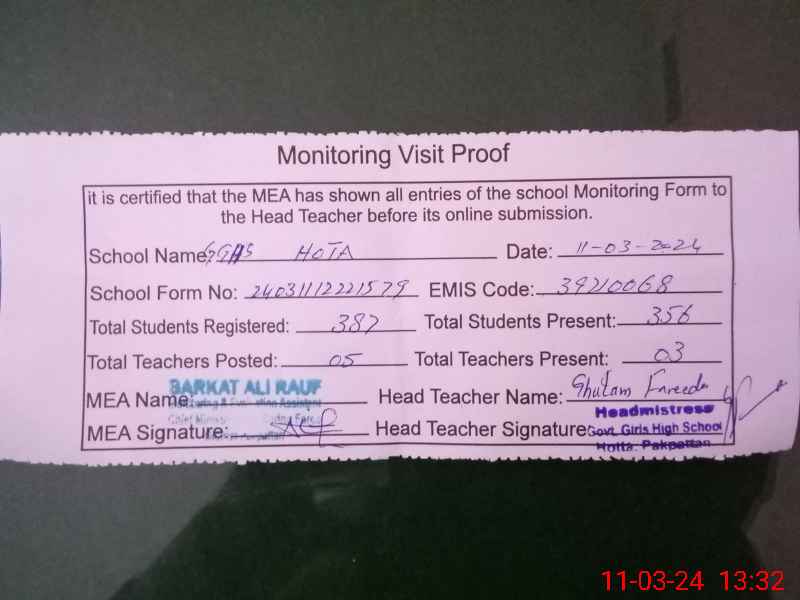 Monitoring Visit Proof
it is certified that the MEA has shown all entries of the school Monitoring Form to
the Head Teacher before its online submission.
School Name: GGHS HOTA Date: 11-03-2024
School Form No: 24031112221579 EMIS Code: 39210068
Total Students Registered: 387 Total Students Present: 356
Total Teachers Posted: 05 Total Teachers Present: 03
MEA Name: BARKAT ALI RAUF Head Teacher Name: Ghulam Fareeda
Monitoring & Evaluation Assistant
Headmistress
MEA Signature: Head Teacher Signature Govt. Girls High School
Hotta. Pakpattan
11-03-24 13:32